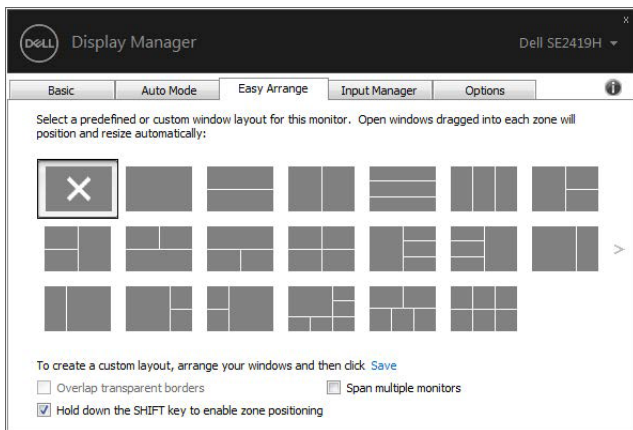 x
DELL Display Manager Dell SE2419H
Basic Auto Mode Easy Arrange Input Manager Options
Select a predefined or custom window layout for this monitor. Open windows dragged into each zone will
position and resize automatically:
>
To create a custom layout, arrange your windows and then click Save
Overlap transparent borders Span multiple monitors
Hold down the SHIFT key to enable zone positioning